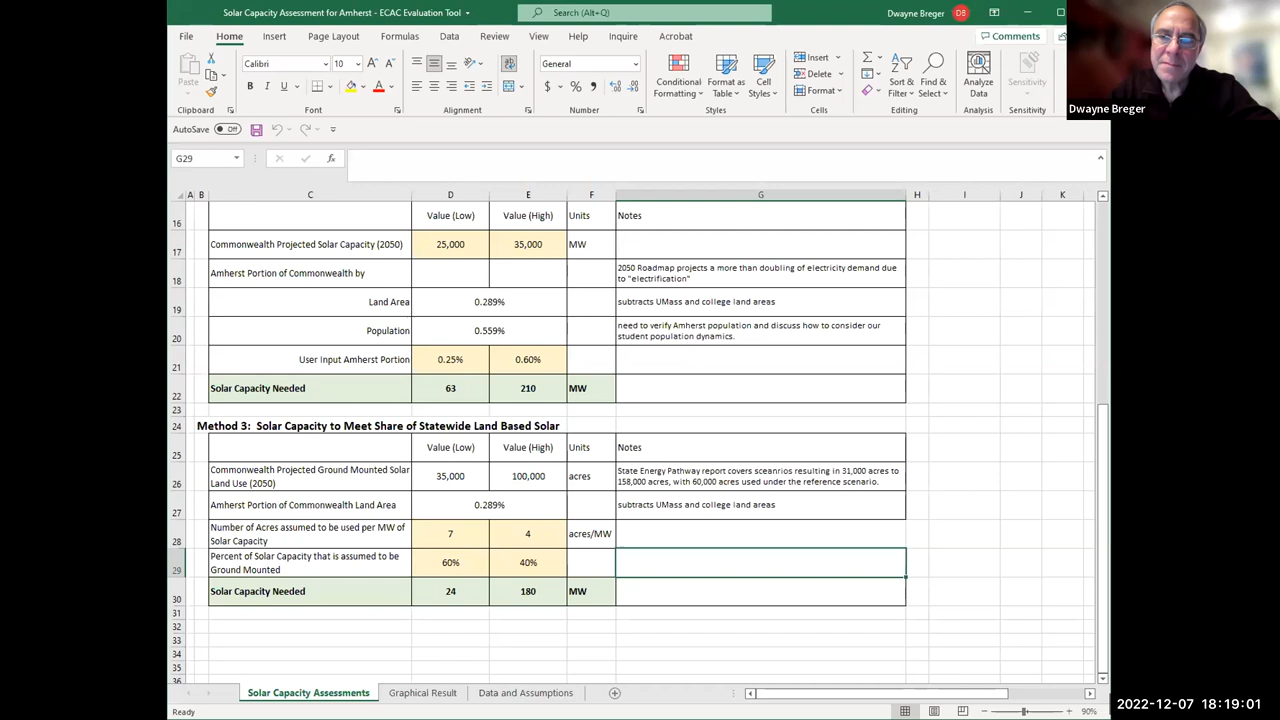 Solar Capacity Assessment for Amherst - ECAC Evaluation Tool
Search (Alt+Q)
Dwayne Breger
DB
File
Home
Insert
Page Layout
Formulas
Data
Review
View
Help
Inquire
Acrobat
Comments
Paste
Calibri
General
Conditional Formatting
Format as Table
Cell Styles
Insert
Delete
Format
Sort & Filter
Find & Select
Analyze Data
Sensitivity
Clipboard
Font
Alignment
Number
Styles
Cells
Editing
Analysis
Sensitivity
Dwayne Breger
AutoSave Off
G29
A B C D E F G H I J K
16 Value (Low) Value (High) Units Notes
17 Commonwealth Projected Solar Capacity (2050) 25,000 35,000 MW
18 Amherst Portion of Commonwealth by 2050 Roadmap projects a more than doubling of electricity demand due
to "electrification"
19 Land Area 0.289% subtracts UMass and college land areas
20 Population 0.559% need to verify Amherst population and discuss how to consider our
student population dynamics.
21 User Input Amherst Portion 0.25% 0.60%
22 Solar Capacity Needed 63 210 MW
23
24 Method 3: Solar Capacity to Meet Share of Statewide Land Based Solar
25 Value (Low) Value (High) Units Notes
26 Commonwealth Projected Ground Mounted Solar
Land Use (2050) 35,000 100,000 acres State Energy Pathway report covers sceanrios resulting in 31,000 acres to
158,000 acres, with 60,000 acres used under the reference scenario.
27 Amherst Portion of Commonwealth Land Area 0.289% subtracts UMass and college land areas
28 Number of Acres assumed to be used per MW of
Solar Capacity 7 4 acres/MW
29 Percent of Solar Capacity that is assumed to be
Ground Mounted 60% 40%
30 Solar Capacity Needed 24 180 MW
31
32
33
34
35
36
Solar Capacity Assessments
Graphical Result
Data and Assumptions
Ready
90%
2022-12-07 18:19:01